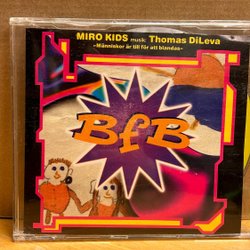 MIRO KIDS musik: Thomas DiLeva
~Människor är till för att blandas~
BfB